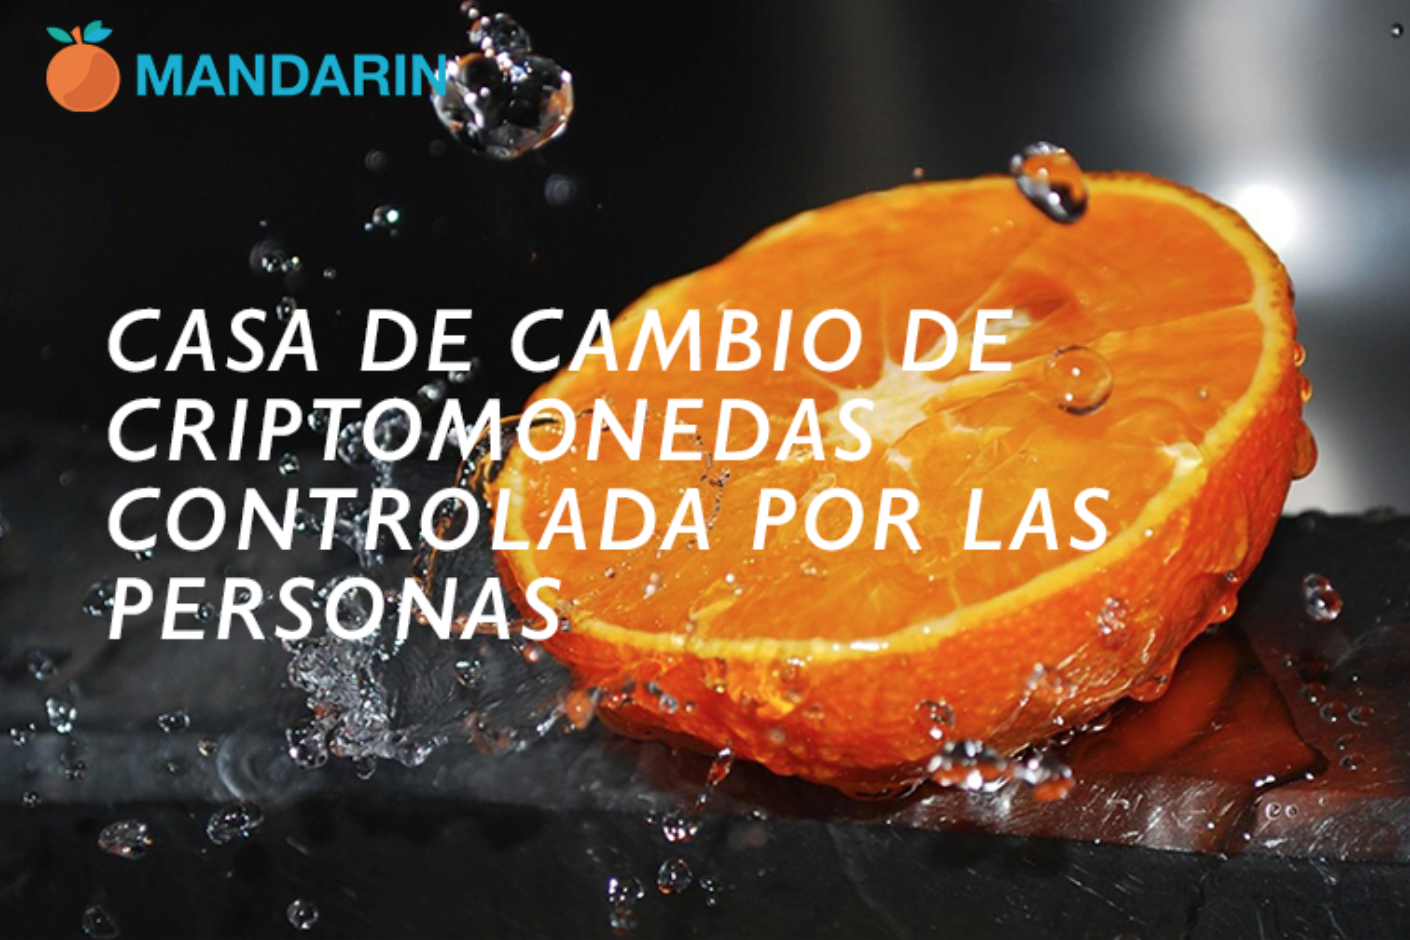 MANDARIN
CASA DE CAMBIO DE
CRIPTOMONEDAS
CONTROLADA POR LAS
PERSONAS